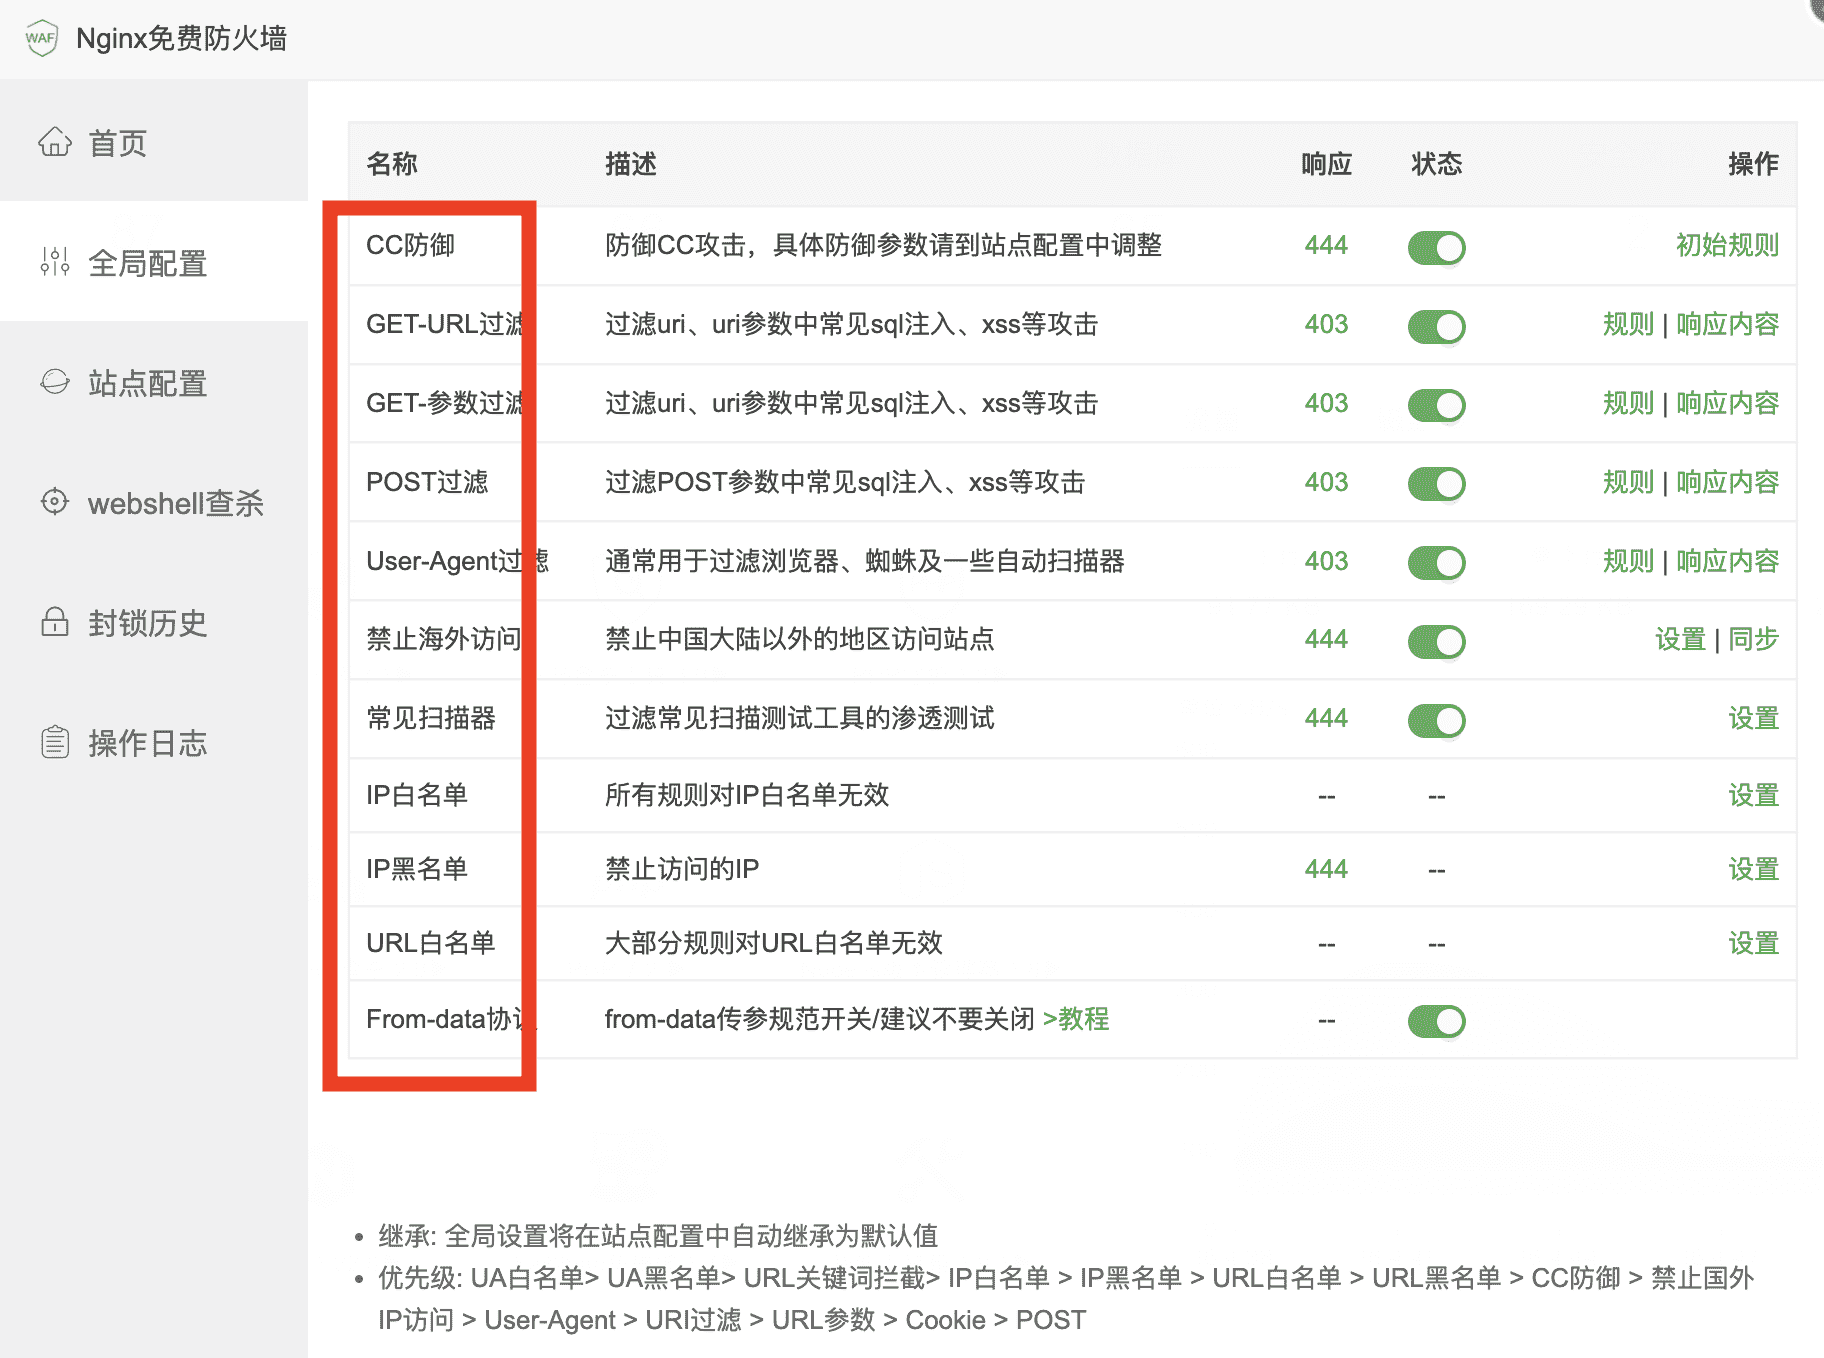 WAF Nginx免费防火墙
首页
全局配置
站点配置
webshell查杀
封锁历史
操作日志
名称 描述 响应 状态 操作
CC防御 防御CC攻击，具体防御参数请到站点配置中调整 444 初始规则
GET-URL过滤 过滤uri、uri参数中常见sql注入、xss等攻击 403 规则 | 响应内容
GET-参数过滤 过滤uri、uri参数中常见sql注入、xss等攻击 403 规则 | 响应内容
POST过滤 过滤POST参数中常见sql注入、xss等攻击 403 规则 | 响应内容
User-Agent过滤 通常用于过滤浏览器、蜘蛛及一些自动扫描器 403 规则 | 响应内容
禁止海外访问 禁止中国大陆以外的地区访问站点 444 设置 | 同步
常见扫描器 过滤常见扫描测试工具的渗透测试 444 设置
IP白名单 所有规则对IP白名单无效 -- -- 设置
IP黑名单 禁止访问的IP 444 -- 设置
URL白名单 大部分规则对URL白名单无效 -- -- 设置
From-data协议 from-data传参规范开关/建议不要关闭 >教程 --
• 继承: 全局设置将在站点配置中自动继承为默认值
• 优先级: UA白名单> UA黑名单> URL关键词拦截> IP白名单 > IP黑名单 > URL白名单 > URL黑名单 > CC防御 > 禁止国外
IP访问 > User-Agent > URI过滤 > URL参数 > Cookie > POST